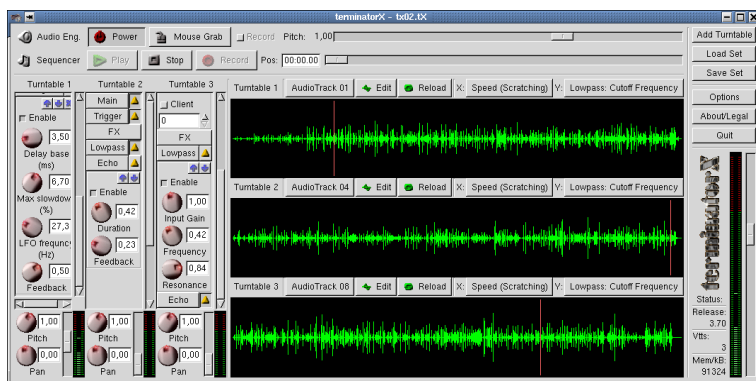 terminatorX - tx02.tX
Audio Eng. Power Mouse Grab Record Pitch: 1,00 Add Turntable
Sequencer Play Stop Record Pos: 00:00.00 Load Set
Save Set
Options
About/Legal
Quit
Turntable 1
Enable
3,50
Delay base
(ms)
6,70
Max slowdow
(%)
27,3
LFO frequncy
(Hz)
0,50
Feedback
1,00
Pitch
0,00
Pan
Turntable 2
Main
Trigger
FX
Lowpass
Echo
Enable
0,42
Duration
0,23
Feedback
1,00
Pitch
0,00
Pan
Turntable 3
Client
0
FX
Lowpass
Enable
1,00
Input Gain
0,42
Frequency
0,84
Resonance
Echo
1,00
Pitch
0,00
Pan
Turntable 1 AudioTrack 01 Edit Reload X: Speed (Scratching) Y: Lowpass: Cutoff Frequency
Turntable 2 AudioTrack 04 Edit Reload X: Speed (Scratching) Y: Lowpass: Cutoff Frequency
Turntable 3 AudioTrack 08 Edit Reload X: Speed (Scratching) Y: Lowpass: Cutoff Frequency
terminatorX
Status:
Release:
3.70
Vtts:
3
Mem/kB:
91324